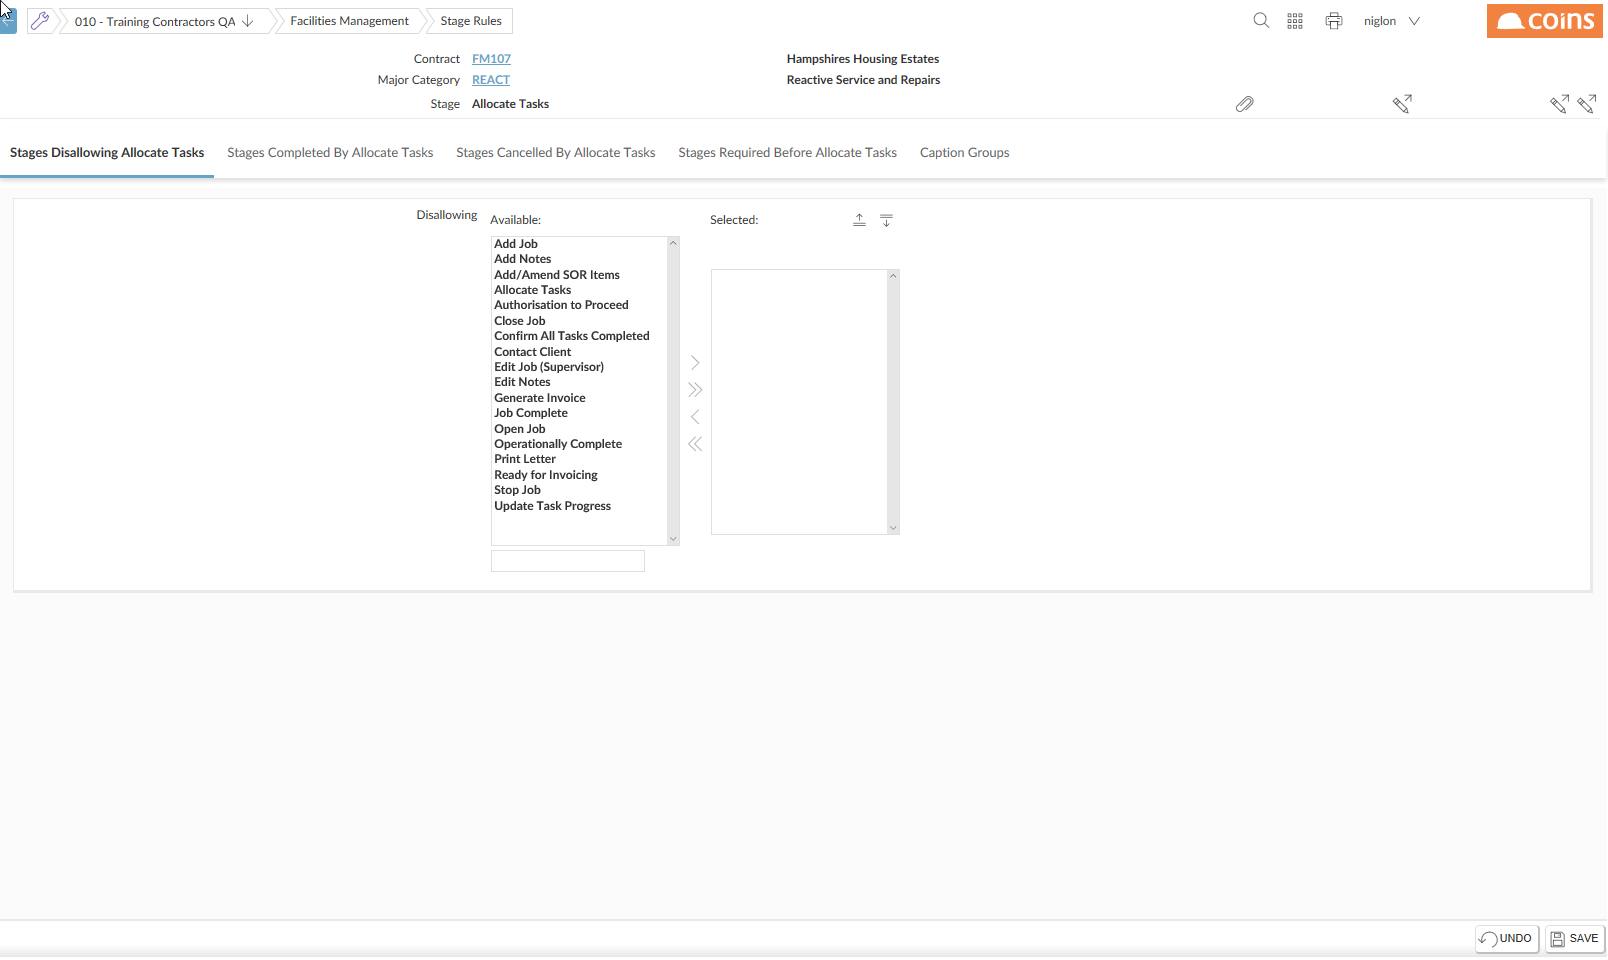 010 - Training Contractors QA
Facilities Management
Stage Rules
niglon
coins
Contract FM107 Hampshires Housing Estates
Major Category REACT Reactive Service and Repairs
Stage Allocate Tasks
Stages Disallowing Allocate Tasks
Stages Completed By Allocate Tasks
Stages Cancelled By Allocate Tasks
Stages Required Before Allocate Tasks
Caption Groups
Disallowing
Available:
Selected:
Add Job
Add Notes
Add/Amend SOR Items
Allocate Tasks
Authorisation to Proceed
Close Job
Confirm All Tasks Completed
Contact Client
Edit Job (Supervisor)
Edit Notes
Generate Invoice
Job Complete
Open Job
Operationally Complete
Print Letter
Ready for Invoicing
Stop Job
Update Task Progress
UNDO
SAVE